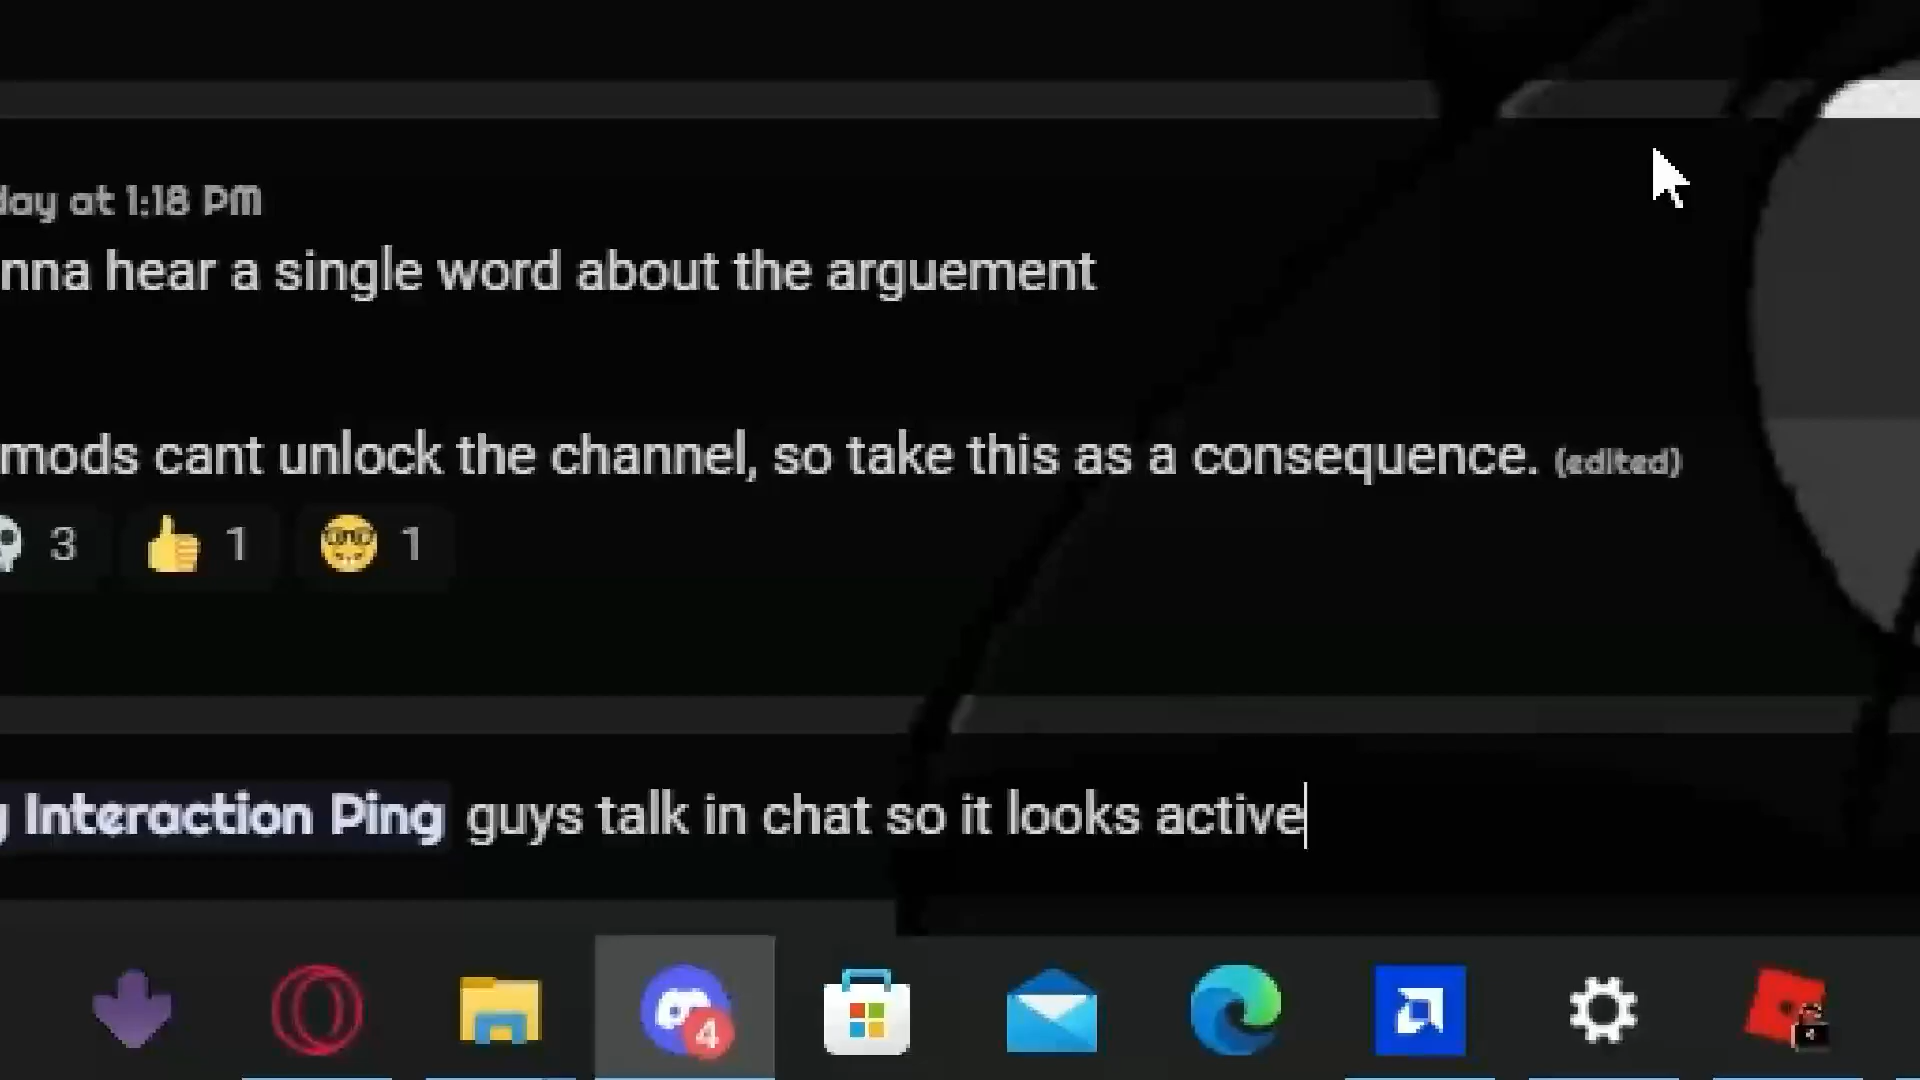 day at 1:18 PM
nna hear a single word about the arguement
mods cant unlock the channel, so take this as a consequence. (edited)
3 1 1
Interaction Ping guys talk in chat so it looks active
4